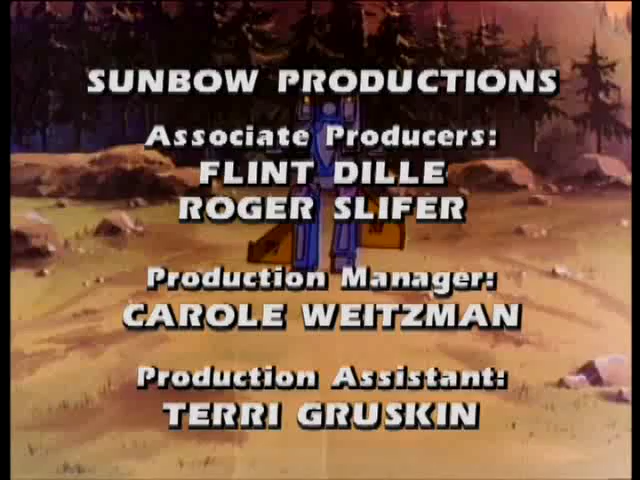 SUNBOW PRODUCTIONS
Associate Producers:
FLINT DILLE
ROGER SLIFER
Production Manager:
CAROLE WEITZMAN
Production Assistant:
TERRI GRUSKIN